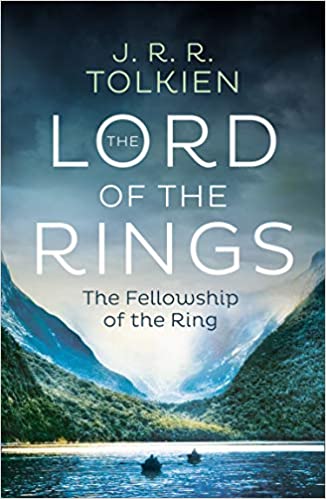 J. R. R.
TOLKIEN
THE
LORD
OF THE
RINGS
The Fellowship
of the Ring